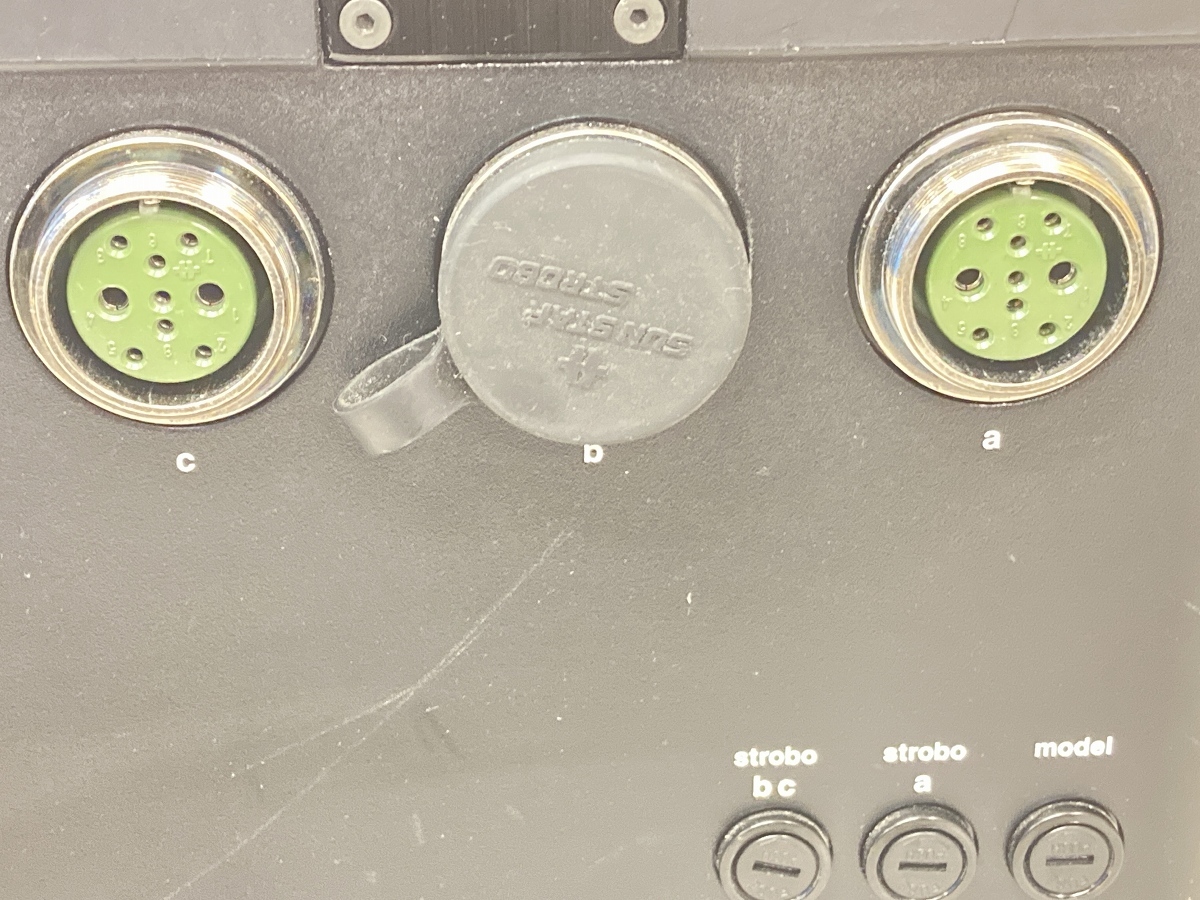 SUN STAR
STROBO
c
b
a
strobo
b c
strobo
a
model